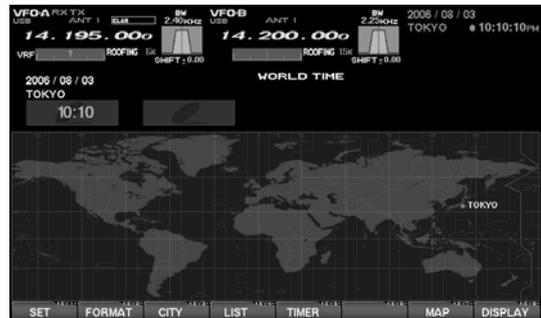 VFO-A RX TX BW VFO-B BW 2006 / 08 / 03
USB ANT 1 CLAR 2.40KHz USB ANT 1 2.25KHz TOKYO 10:10:10PM
14. 195. 000 14. 200. 000
VRF ROOFING 6K ROOFING 15K
SHIFT ± 0.00 SHIFT ± 0.00
WORLD TIME
2006 / 08 / 03
TOKYO
10:10
TOKYO
SET FORMAT CITY LIST TIMER MAP DISPLAY